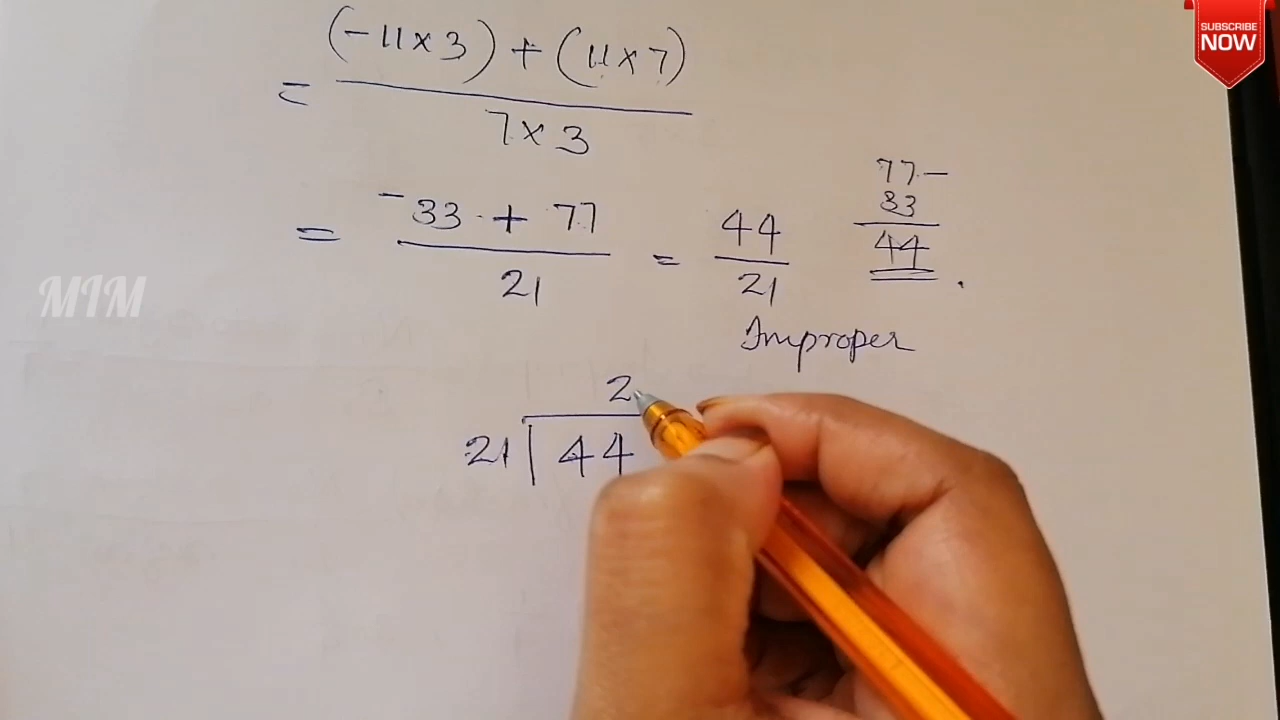 SUBSCRIBE
NOW
= (-11×3) + (11×7)
7×3
77 -
33
44
= -33 + 77 = 44
21 21
Improper
MIM
2
21 44